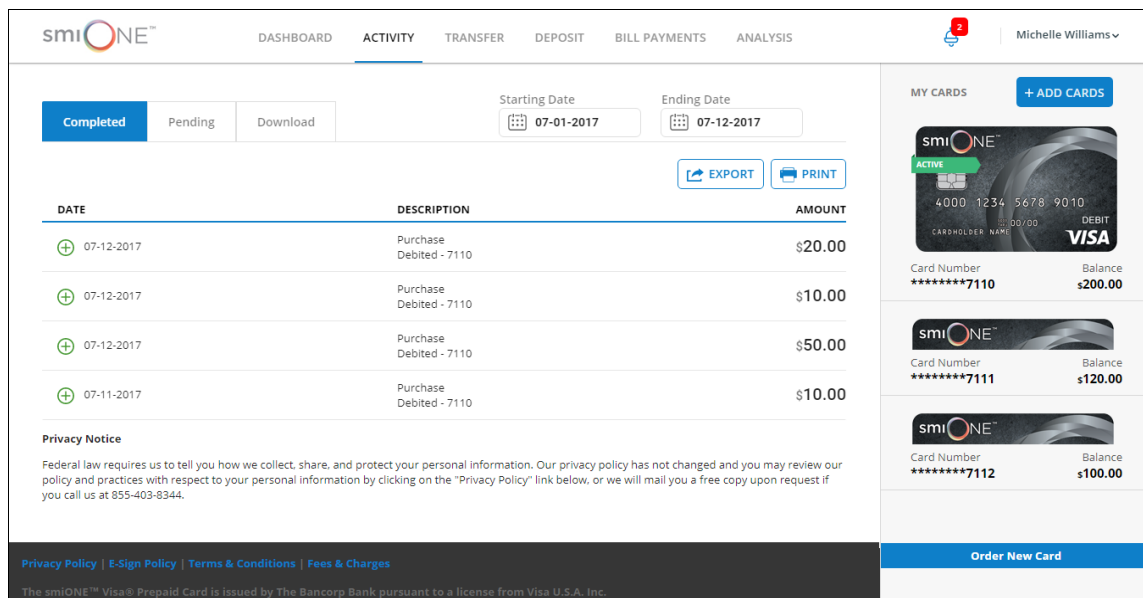 smiONE™
DASHBOARD ACTIVITY TRANSFER DEPOSIT BILL PAYMENTS ANALYSIS
2
Michelle Williams
Completed Pending Download
Starting Date
07-01-2017
Ending Date
07-12-2017
EXPORT PRINT
DATE DESCRIPTION AMOUNT
07-12-2017 Purchase $20.00
Debited - 7110
07-12-2017 Purchase $10.00
Debited - 7110
07-12-2017 Purchase $50.00
Debited - 7110
07-11-2017 Purchase $10.00
Debited - 7110
Privacy Notice
Federal law requires us to tell you how we collect, share, and protect your personal information. Our privacy policy has not changed and you may review our
policy and practices with respect to your personal information by clicking on the "Privacy Policy" link below, or we will mail you a free copy upon request if
you call us at 855-403-8344.
MY CARDS + ADD CARDS
smiONE™
ACTIVE
4000 1234 5678 9010
00/00 DEBIT
CARDHOLDER NAME VISA
Card Number Balance
********7110 $200.00
smiONE™
Card Number Balance
********7111 $120.00
smiONE™
Card Number Balance
********7112 $100.00
Order New Card
Privacy Policy | E-Sign Policy | Terms & Conditions | Fees & Charges
The smiONE™ Visa® Prepaid Card is issued by The Bancorp Bank pursuant to a license from Visa U.S.A. Inc.